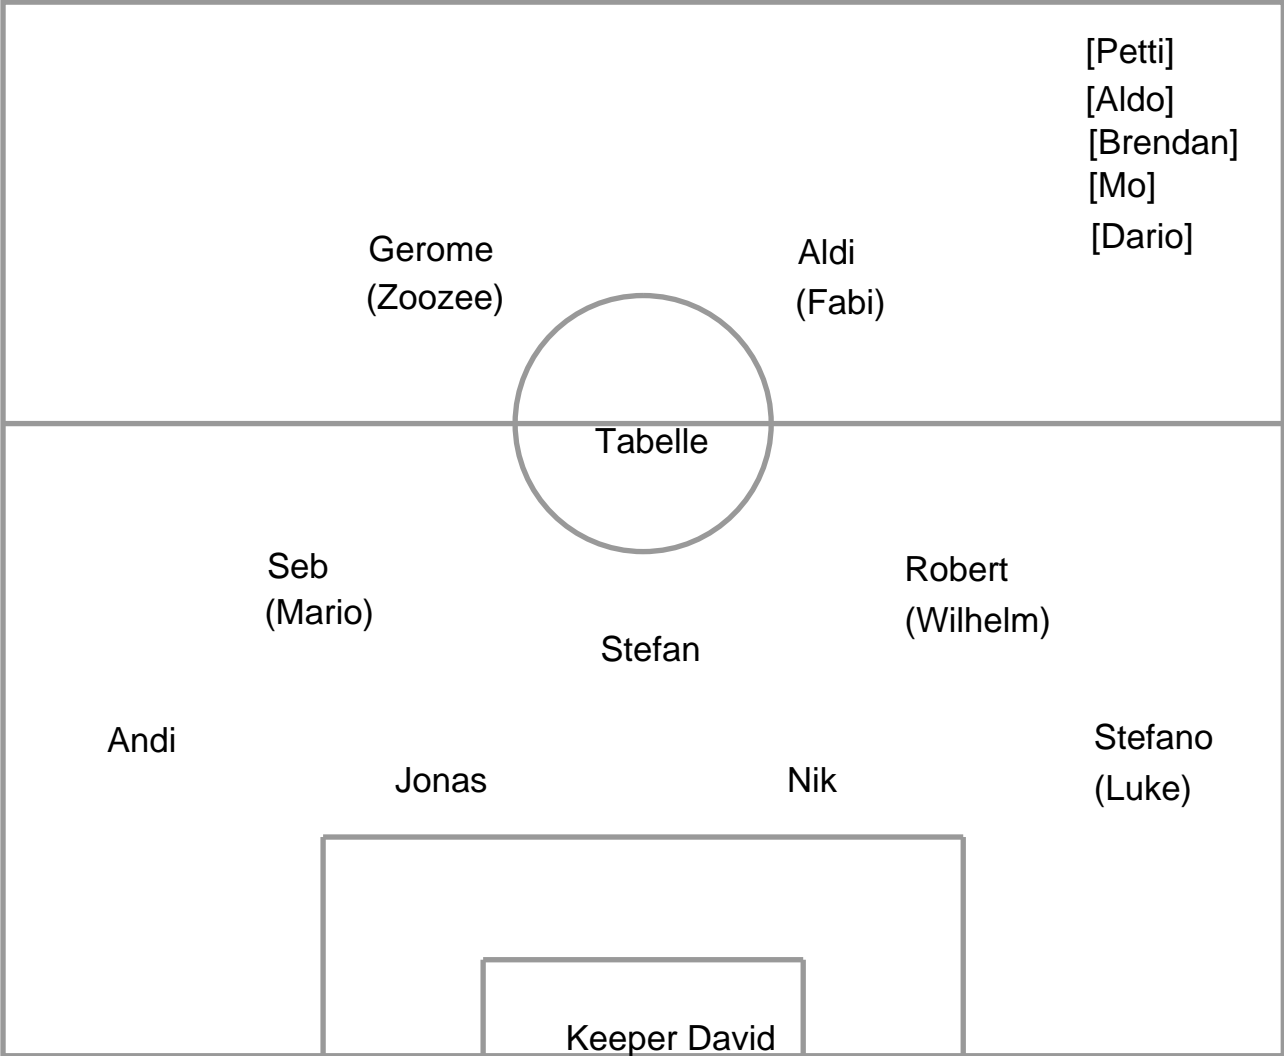 [Petti]
[Aldo]
[Brendan]
[Mo]
[Dario]
Gerome
(Zoozee)
Aldi
(Fabi)
Tabelle
Seb
(Mario)
Robert
(Wilhelm)
Stefan
Andi
Stefano
(Luke)
Jonas
Nik
Keeper David